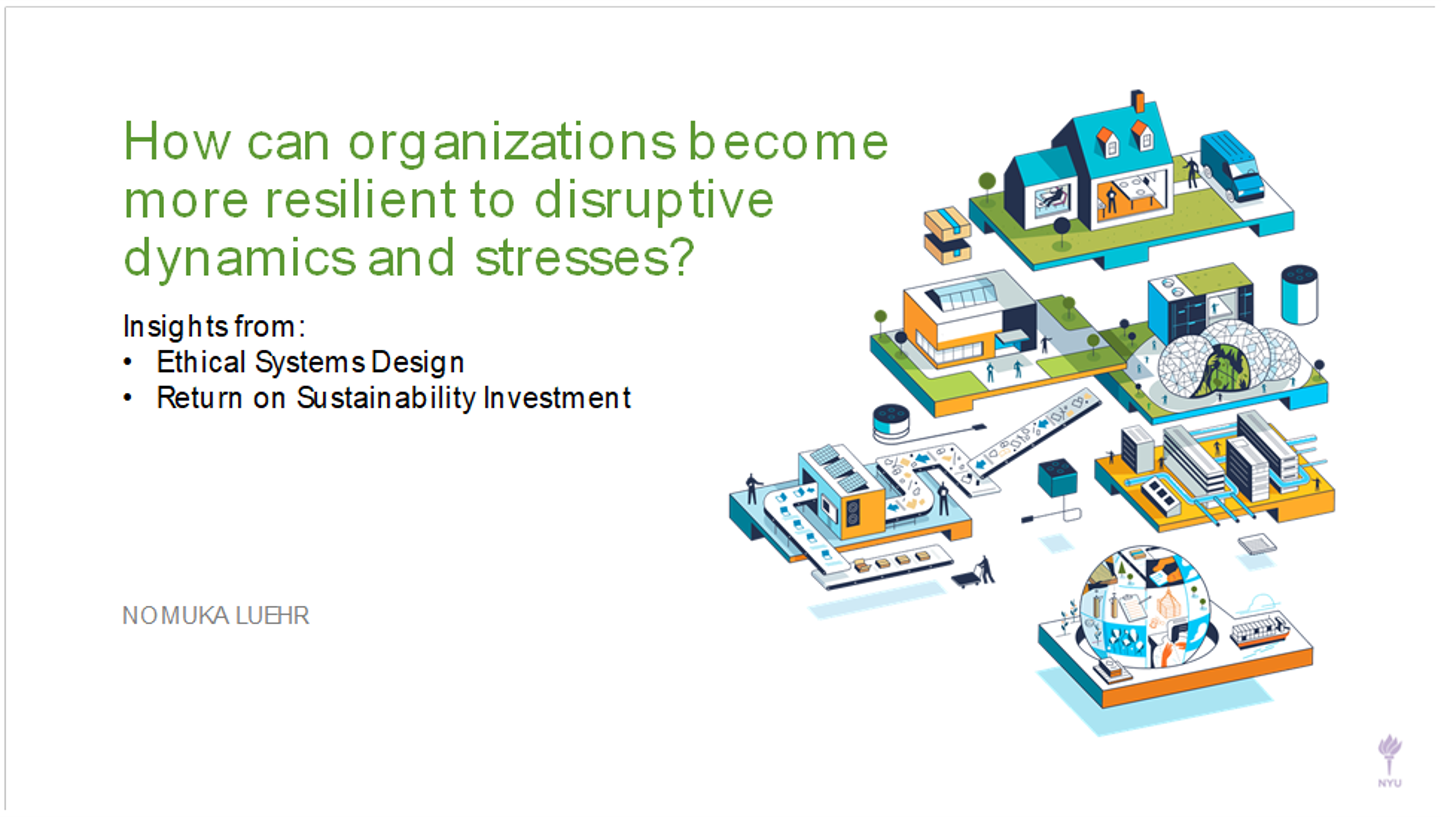 How can organizations become
more resilient to disruptive
dynamics and stresses?
Insights from:
• Ethical Systems Design
• Return on Sustainability Investment
NOMUKA LUEHR
NYU